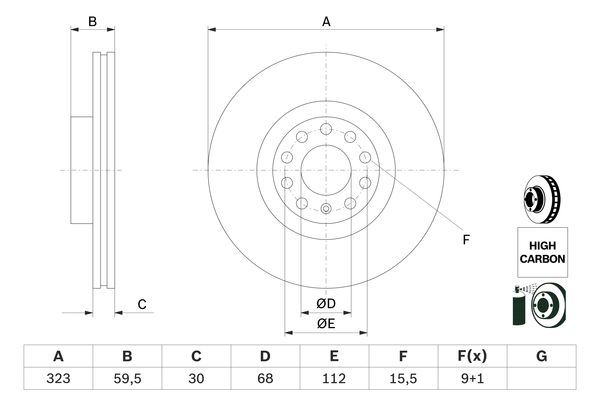 B
A
F
C
ØD
ØE
HIGH
CARBON
A B C D E F F(x) G
323 59,5 30 68 112 15,5 9+1